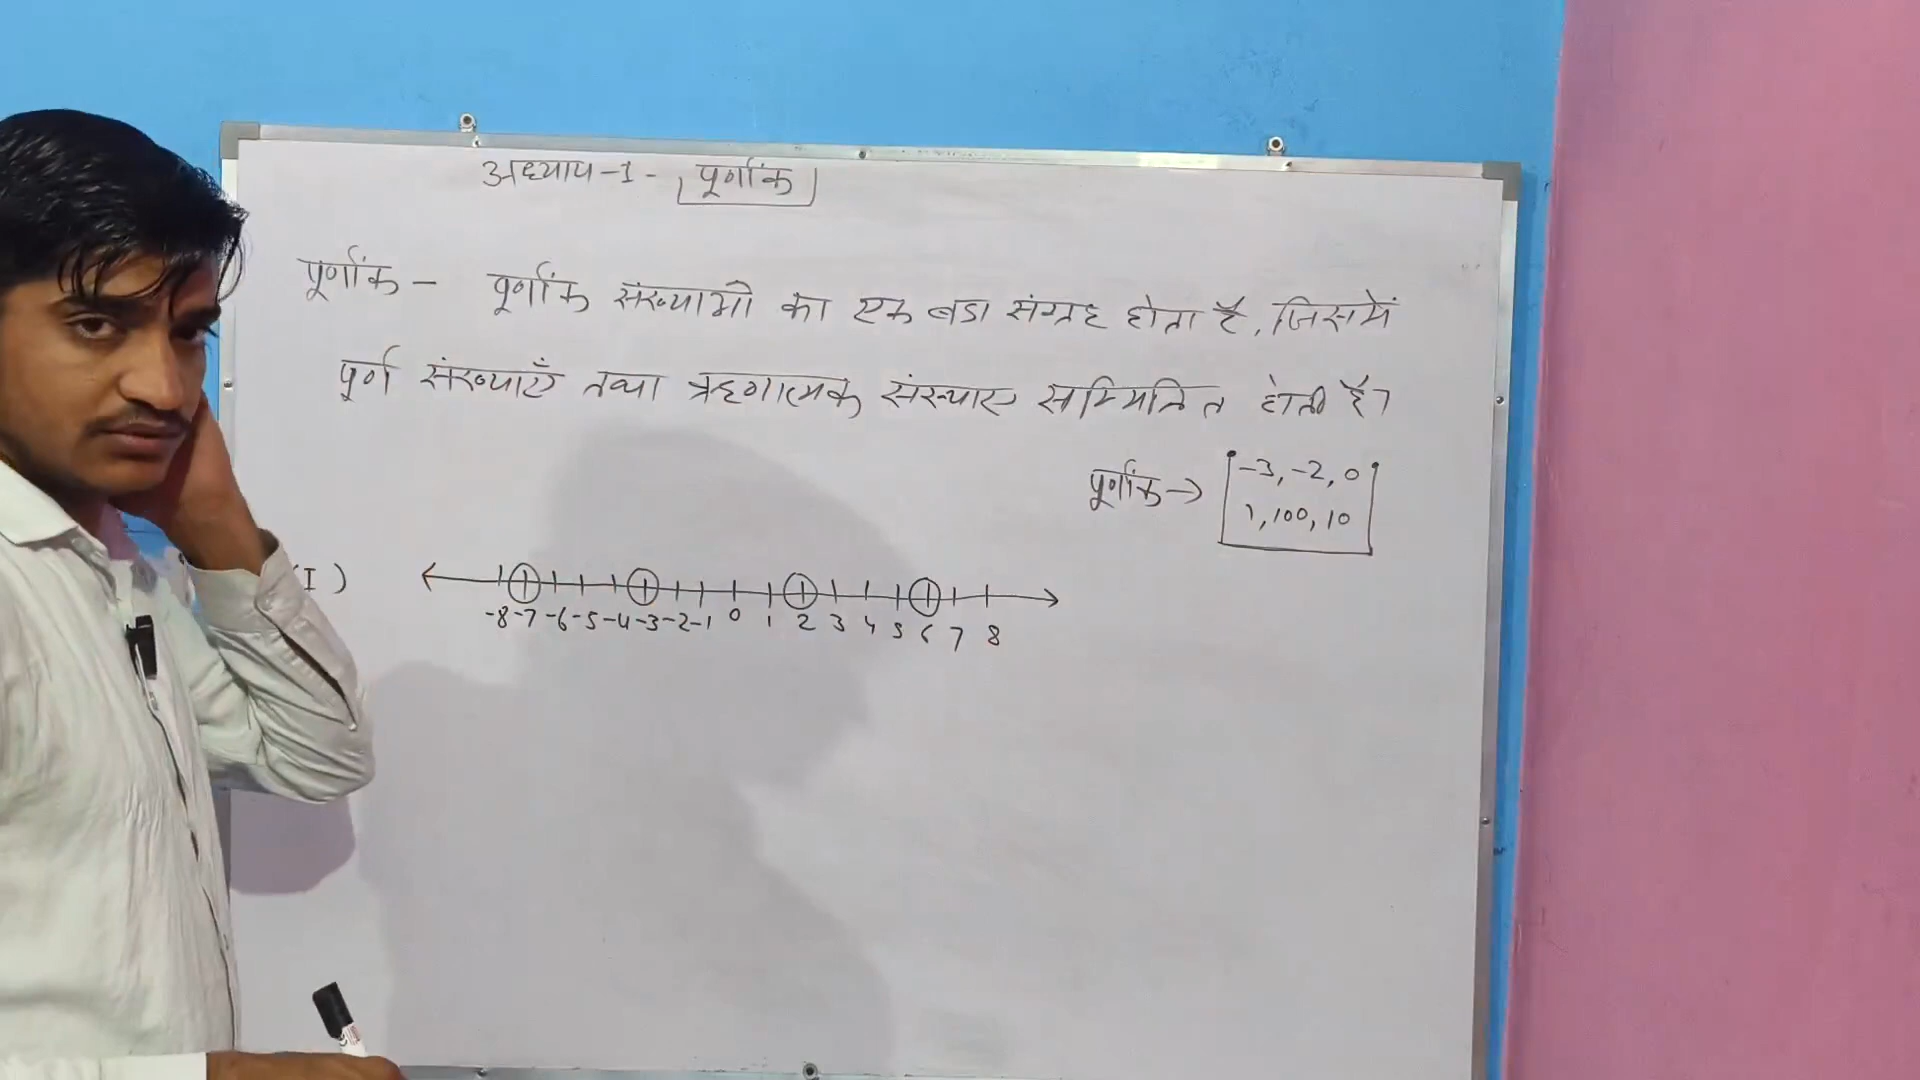 अध्याय-1- पूर्णांक
पूर्णांक - पूर्णांक संख्याओं का एक बडा संग्रह होता है, जिसमें
पूर्ण संख्याएँ तथा ऋणात्मक संख्याए सम्मिलित होती है।
पूर्णांक → -3, -2, 0
1, 100, 10
(I)
-8 -7 -6 -5 -4 -3 -2 -1 0 1 2 3 4 5 6 7 8